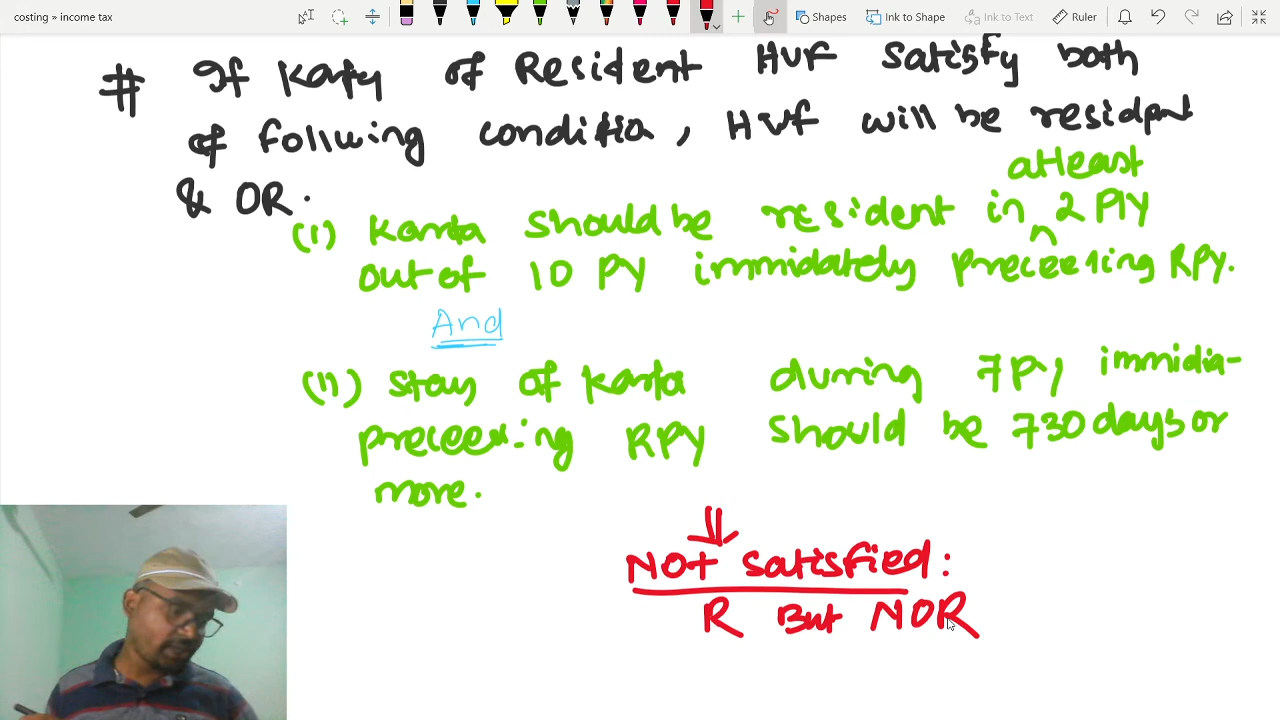 costing » income tax
Shapes Ink to Shape Ink to Text Ruler
# If Karta of Resident HUF Satisfy both
of follwing condition, HUF will be resident
& OR.
atleast
(i) Karta should be resident in 2 PY
out of 10 PY immidately preceeding RPY.
And
(ii) stay of Karta during 7 PY immidia-
preceeding RPY should be 730 days or
more.
NOT satisfied:
R But NOR